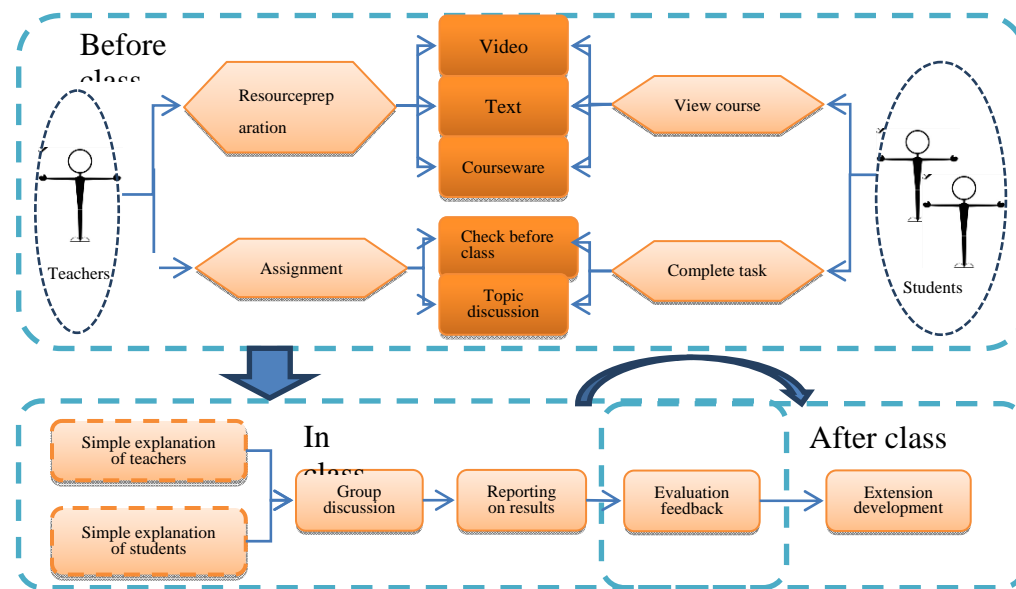 Before
class
Resourceprep
aration
Video
Text
Courseware
View course
Teachers
Assignment
Check before
class
Topic
discussion
Complete task
Students
In
class
Simple explanation
of teachers
Simple explanation
of students
Group
discussion
Reporting
on results
Evaluation
feedback
After class
Extension
development